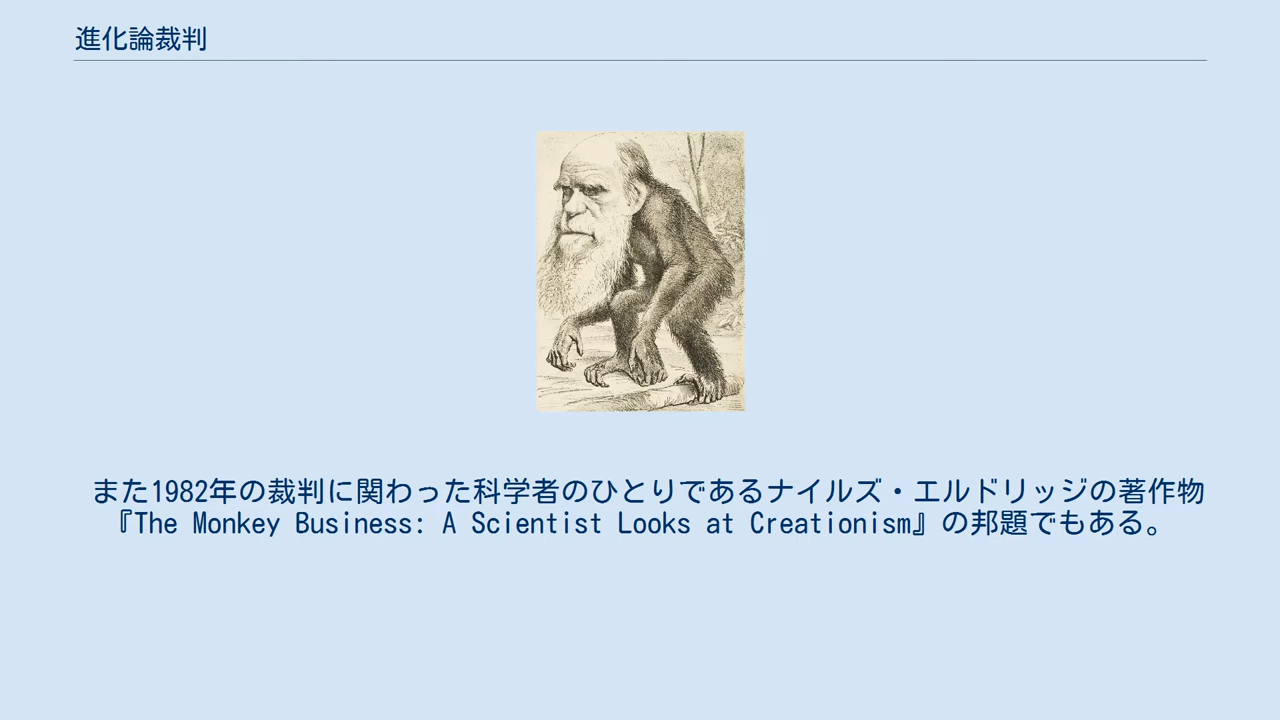 進化論裁判
また1982年の裁判に関わった科学者のひとりであるナイルズ・エルドリッジの著作物
『The Monkey Business: A Scientist Looks at Creationism』の邦題でもある。